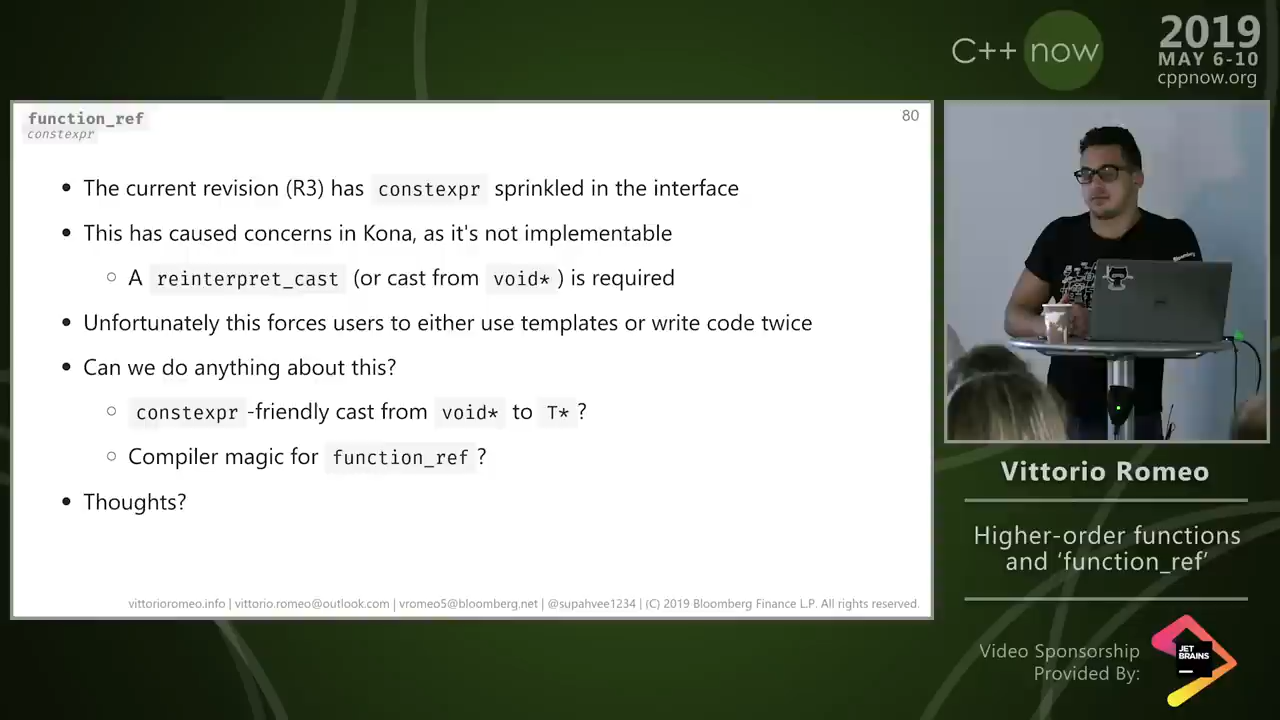 C++ now
2019
MAY 6-10
cppnow.org
function_ref
constexpr
80
• The current revision (R3) has constexpr sprinkled in the interface
• This has caused concerns in Kona, as it's not implementable
○ A reinterpret_cast (or cast from void* ) is required
• Unfortunately this forces users to either use templates or write code twice
• Can we do anything about this?
○ constexpr -friendly cast from void* to T* ?
○ Compiler magic for function_ref ?
• Thoughts?
vittorioromeo.info | vittorio.romeo@outlook.com | vromeo5@bloomberg.net | @supahvee1234 | (C) 2019 Bloomberg Finance L.P. All rights reserved.
Bloomberg
Vittorio Romeo
Higher-order functions
and ‘function_ref’
Video Sponsorship
Provided By:
JET
BRAINS